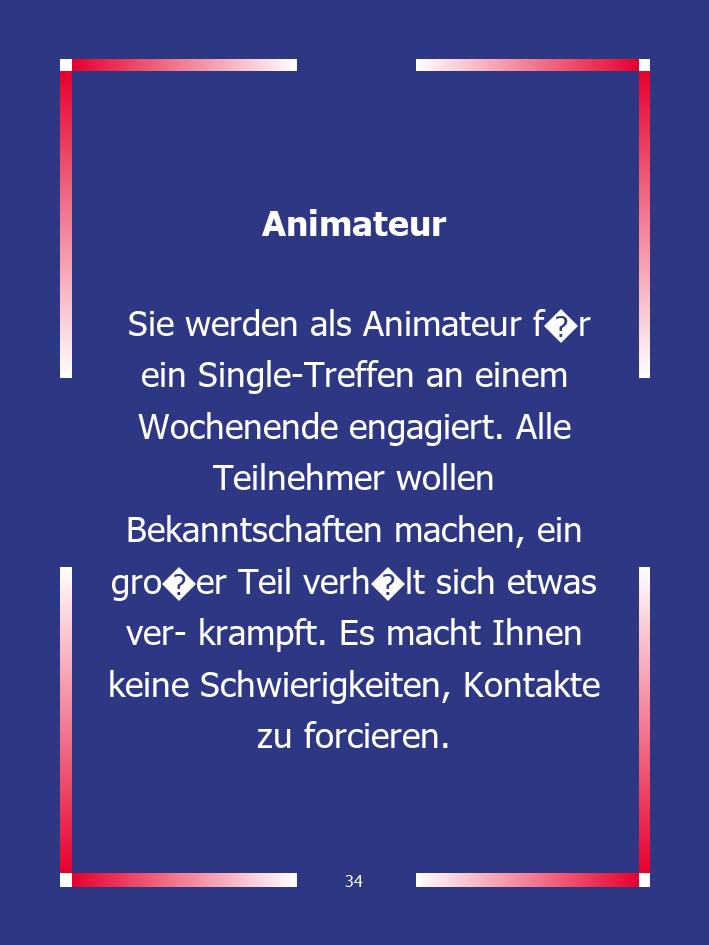 Animateur
Sie werden als Animateur f�r
ein Single-Treffen an einem
Wochenende engagiert. Alle
Teilnehmer wollen
Bekanntschaften machen, ein
gro�er Teil verh�lt sich etwas
ver- krampft. Es macht Ihnen
keine Schwierigkeiten, Kontakte
zu forcieren.
34